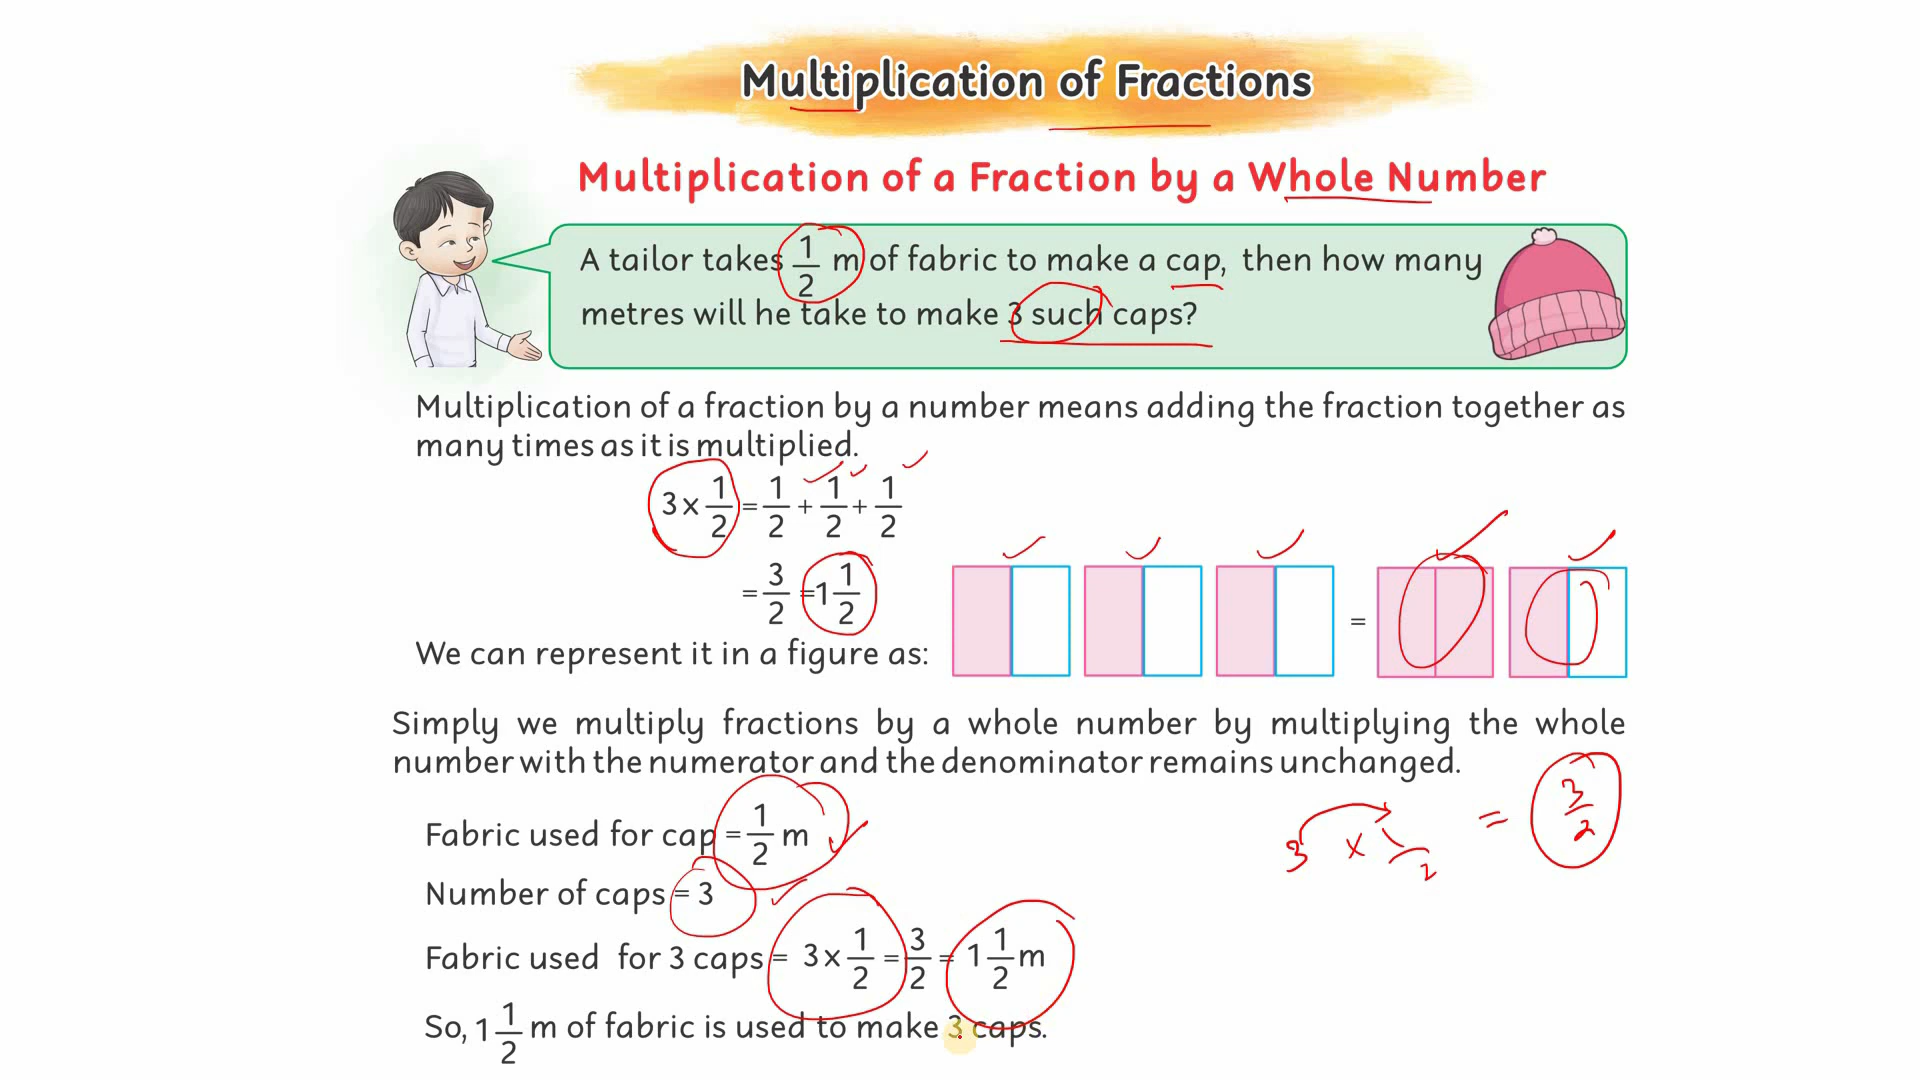 Multiplication of Fractions
Multiplication of a Fraction by a Whole Number
A tailor takes 1/2 m of fabric to make a cap, then how many
metres will he take to make 3 such caps?
Multiplication of a fraction by a number means adding the fraction together as
many times as it is multiplied.
3 x 1/2 = 1/2 + 1/2 + 1/2
= 3/2 = 1 1/2
We can represent it in a figure as: =
Simply we multiply fractions by a whole number by multiplying the whole
number with the numerator and the denominator remains unchanged.
3 x 1/2 = 3/2
Fabric used for cap = 1/2 m
Number of caps = 3
Fabric used for 3 caps = 3 x 1/2 = 3/2 = 1 1/2 m
So, 1 1/2 m of fabric is used to make 3 caps.